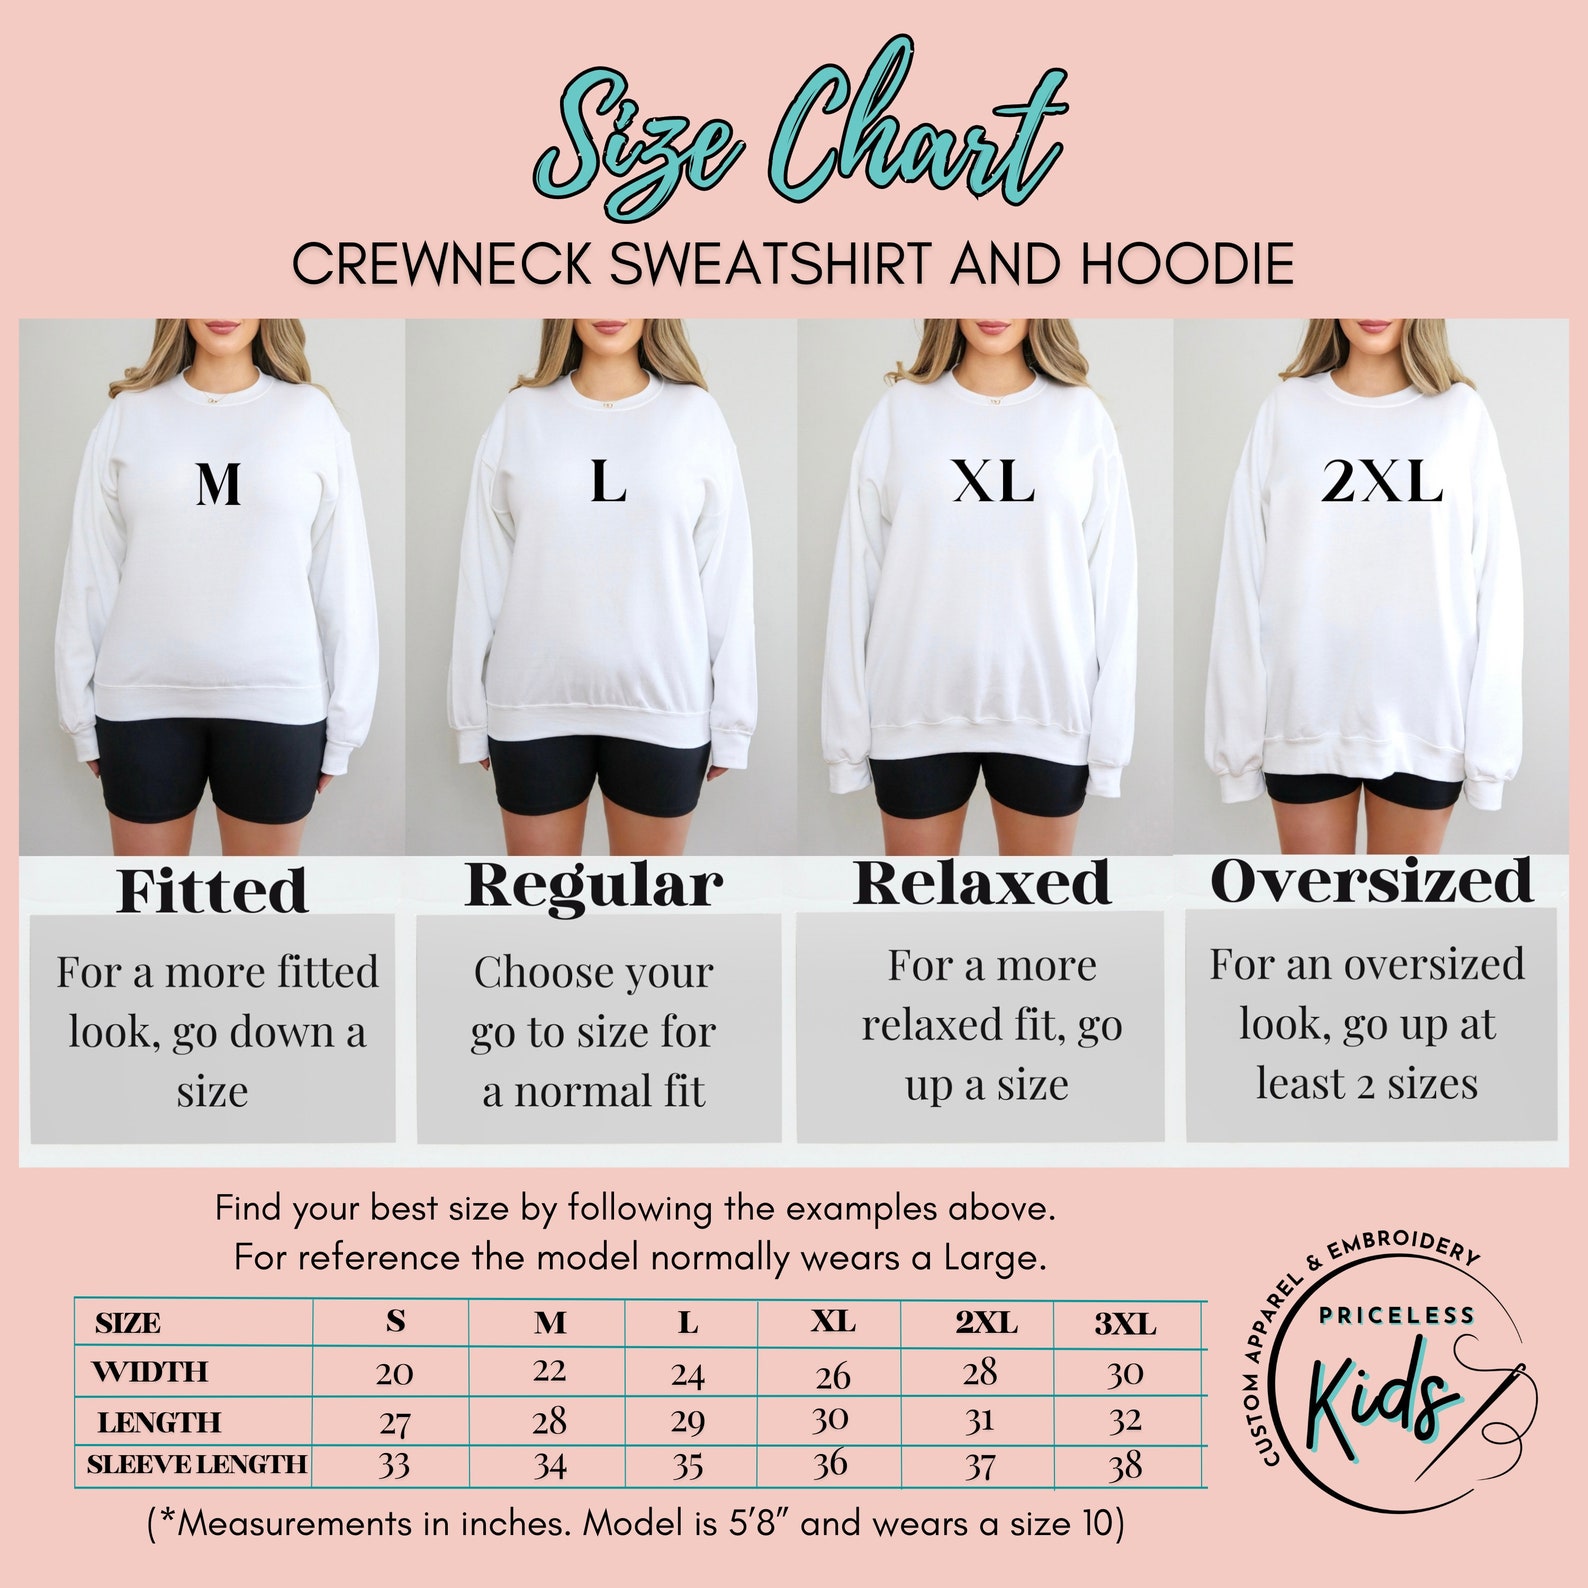 Size Chart
CREWNECK SWEATSHIRT AND HOODIE
M
L
XL
2XL
Fitted
For a more fitted
look, go down a
size
Regular
Choose your
go to size for
a normal fit
Relaxed
For a more
relaxed fit, go
up a size
Oversized
For an oversized
look, go up at
least 2 sizes
Find your best size by following the examples above.
For reference the model normally wears a Large.
SIZE S M L XL 2XL 3XL
WIDTH 20 22 24 26 28 30
LENGTH 27 28 29 30 31 32
SLEEVE LENGTH 33 34 35 36 37 38
(*Measurements in inches. Model is 5'8" and wears a size 10)
CUSTOM APPAREL & EMBROIDERY
PRICELESS
Kids